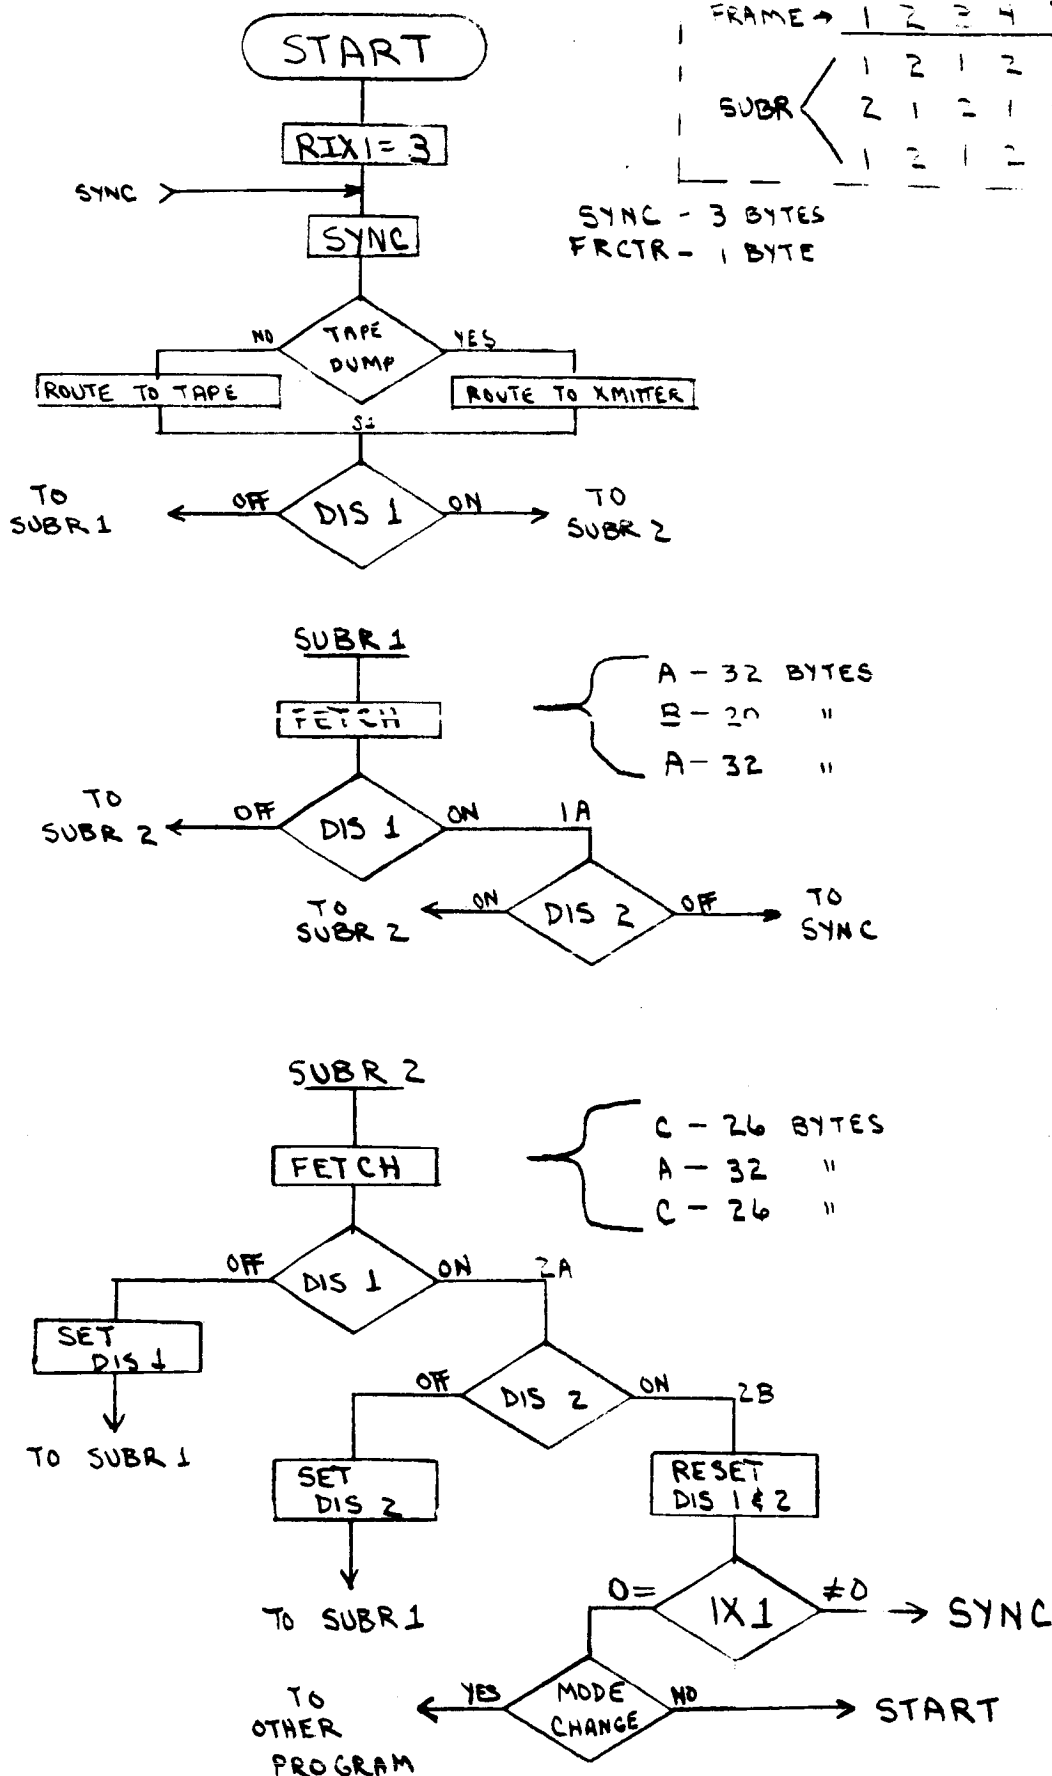 START
FRAME → 1 2 3 4
SUBR
1 2 1 2
2 1 2 1
1 2 1 2
RIX1 = 3
SYNC
SYNC - 3 BYTES
FRCTR - 1 BYTE
SYNC
TAPE
DUMP
NO
YES
ROUTE TO TAPE
ROUTE TO XMITTER
DIS 1
OFF
ON
TO
SUBR 1
TO
SUBR 2
SUBR 1
FETCH
A - 32 BYTES
B - 20 "
A - 32 "
DIS 1
OFF
TO
SUBR 2
ON
1A
DIS 2
ON
TO
SUBR 2
OFF
TO
SYNC
SUBR 2
FETCH
C - 26 BYTES
A - 32 "
C - 26 "
DIS 1
OFF
ON
2A
SET
DIS 1
TO SUBR 1
DIS 2
OFF
ON
2B
SET
DIS 2
TO SUBR 1
RESET
DIS 1 & 2
IX 1
0=
≠0
SYNC
MODE
CHANGE
YES
NO
START
TO
OTHER
PROGRAM